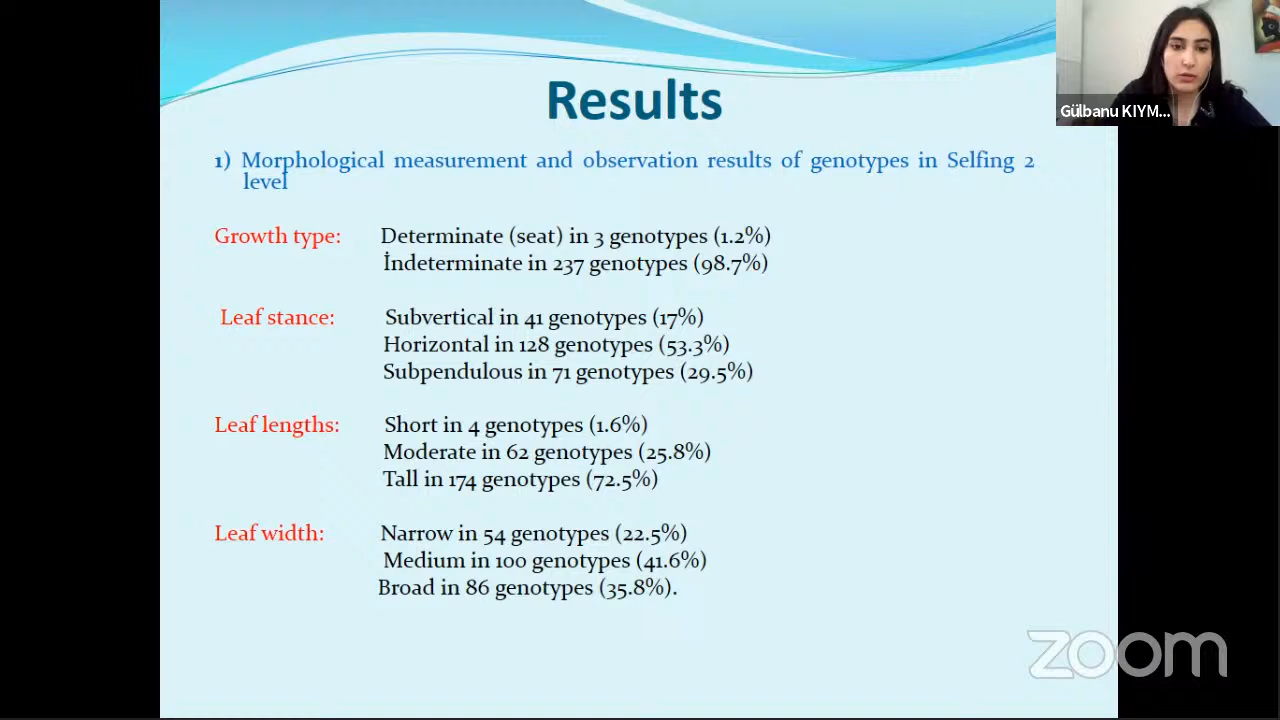 Results
1) Morphological measurement and observation results of genotypes in Selfing 2
level
Growth type: Determinate (seat) in 3 genotypes (1.2%)
İndeterminate in 237 genotypes (98.7%)
Leaf stance: Subvertical in 41 genotypes (17%)
Horizontal in 128 genotypes (53.3%)
Subpendulous in 71 genotypes (29.5%)
Leaf lengths: Short in 4 genotypes (1.6%)
Moderate in 62 genotypes (25.8%)
Tall in 174 genotypes (72.5%)
Leaf width: Narrow in 54 genotypes (22.5%)
Medium in 100 genotypes (41.6%)
Broad in 86 genotypes (35.8%).
Gülbanu KIYM...
zoom